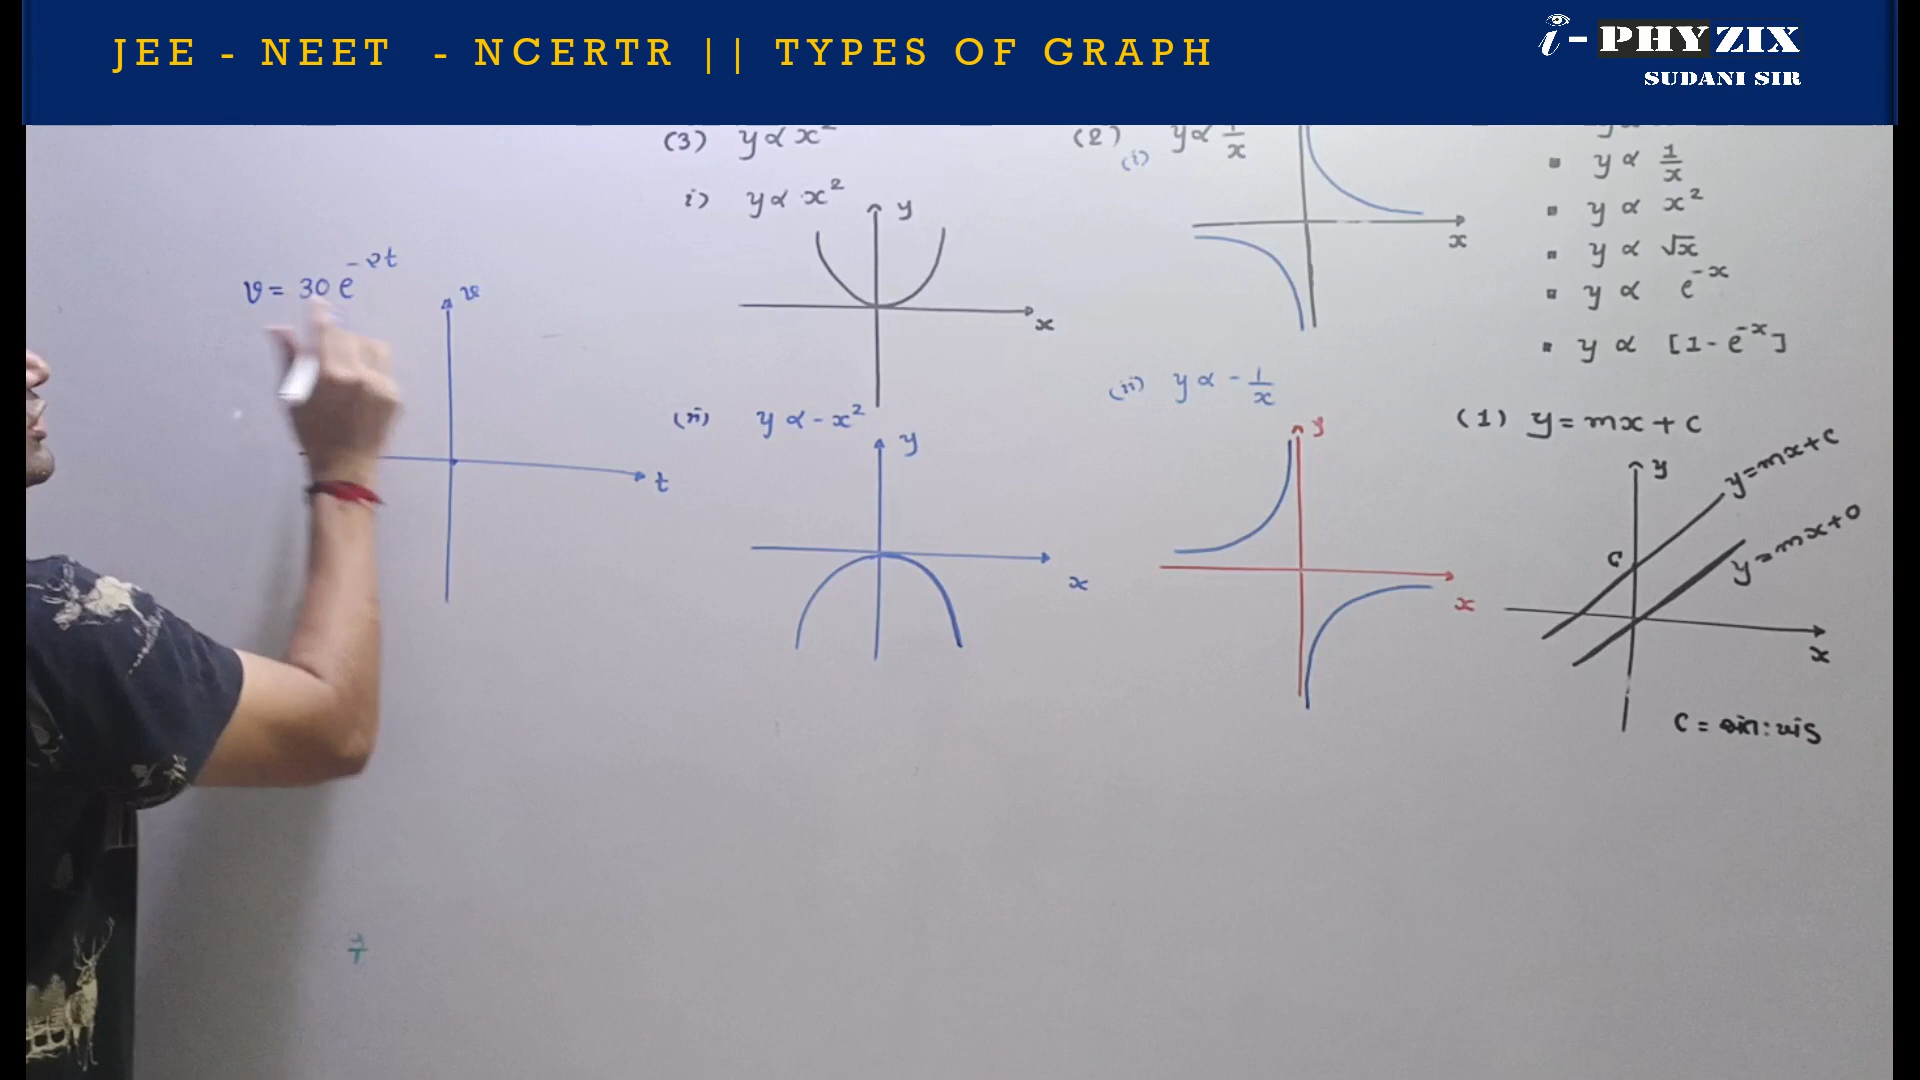 JEE - NEET - NCERTR || TYPES OF GRAPH
i-PHYZIX
SUDANI SIR
v = 30 e^-2t
v
t
(3) y ∝ x²
i) y ∝ x²
y
x
(ii) y ∝ - x²
y
x
(2) y ∝ 1/x
(i)
x
(ii) y ∝ - 1/x
y
x
▪ y ∝ 1/x
▪ y ∝ x²
▪ y ∝ √x
▪ y ∝ e^-x
▪ y ∝ [1 - e^-x]
(1) y = mx + c
y
y = mx + c
y = mx + 0
c
x
C =